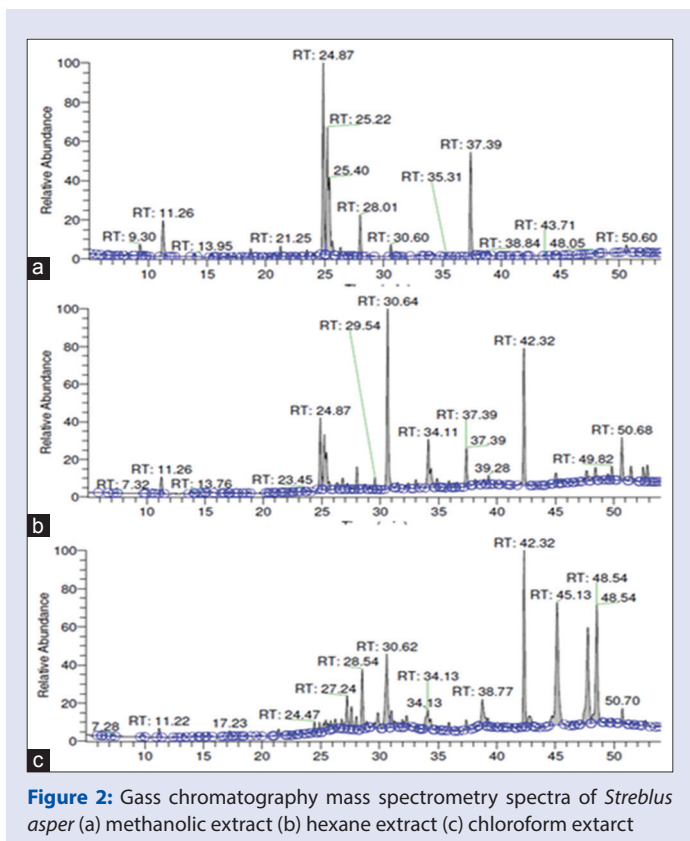 RT: 24.87
100
80
RT: 25.22
RT: 37.39
60
25.40
RT: 35.31
40
RT: 28.01
RT: 43.71
RT: 11.26
20
RT: 9.30
RT: 21.25
RT: 30.60
RT: 38.84
48.05
RT: 50.60
RT: 13.95
0
Relative Abundance
10 15 20 25 30 35 40 45 50
a
RT: 30.64
100
RT: 29.54
RT: 42.32
80
60
RT: 24.87
RT: 37.39
40
RT: 34.11
37.39
RT: 50.68
RT: 49.82
20
RT: 11.26
39.28
RT: 7.32
RT: 13.76
RT: 23.45
0
Relative Abundance
10 15 20 25 30 35 40 45 50
b
RT: 42.32
100
RT: 48.54
80
RT: 45.13
48.54
60
RT: 30.62
RT: 28.54
40
RT: 34.13
RT: 27.24
34.13
RT: 38.77
20
RT: 24.47
50.70
7.28
RT: 11.22
17.23
0
Relative Abundance
10 15 20 25 30 35 40 45 50
c
Figure 2: Gass chromatography mass spectrometry spectra of Streblus
asper (a) methanolic extract (b) hexane extract (c) chloroform extarct